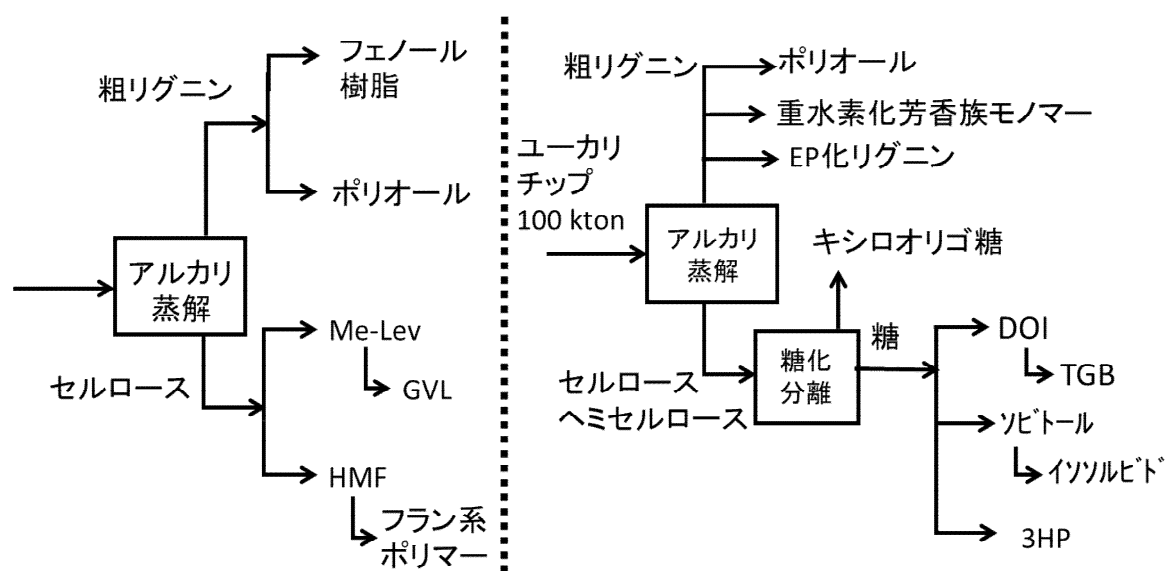 フェノール
樹脂
粗リグニン
ポリオール
アルカリ
蒸解
セルロース
Me-Lev
GVL
HMF
フラン系
ポリマー
粗リグニン
ポリオール
重水素化芳香族モノマー
EP化リグニン
ユーカリ
チップ
100 kton
アルカリ
蒸解
キシロオリゴ糖
セルロース
ヘミセルロース
糖化
分離
糖
DOI
TGB
ｿﾋﾞﾄｰﾙ
ｲｿｿﾙﾋﾞﾄﾞ
3HP